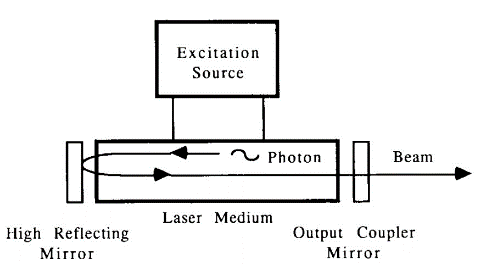 Excitation
Source
Photon
Beam
Laser Medium
High Reflecting
Mirror
Output Coupler
Mirror